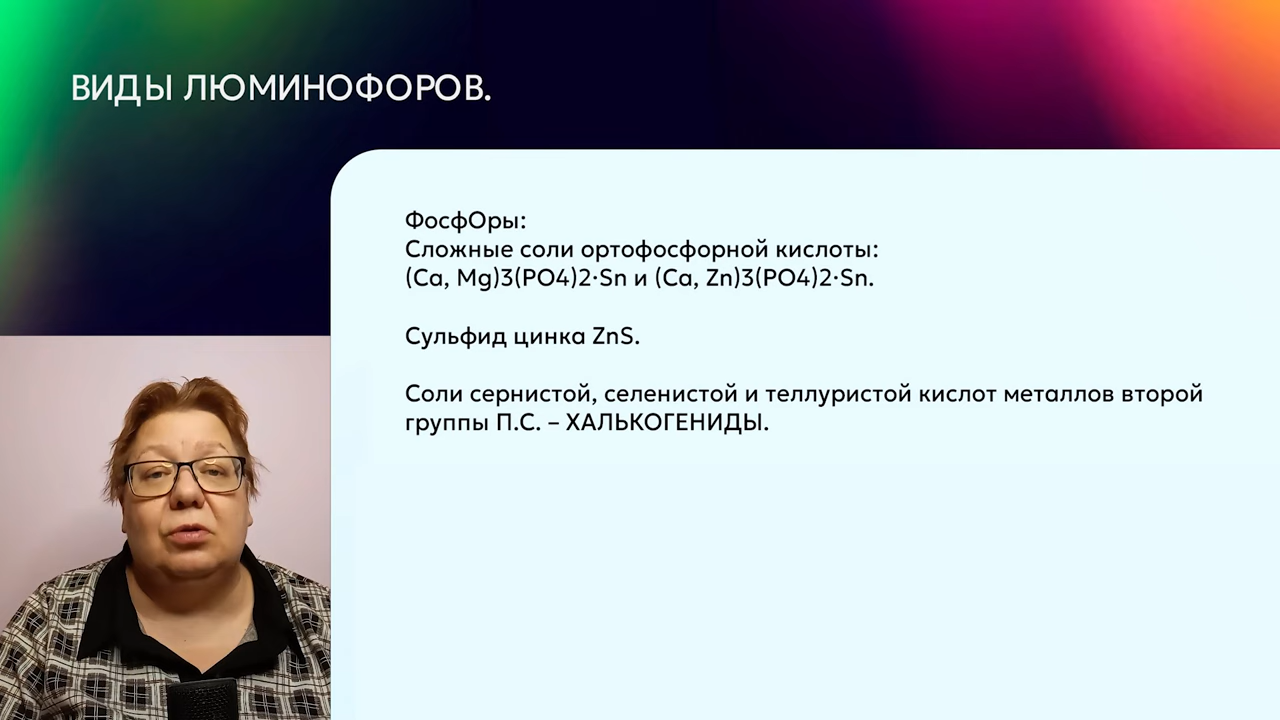 ВИДЫ ЛЮМИНОФОРОВ.
ФосфОры:
Сложные соли ортофосфорной кислоты:
(Ca, Mg)3(PO4)2·Sn и (Ca, Zn)3(PO4)2·Sn.
Сульфид цинка ZnS.
Соли сернистой, селенистой и теллуристой кислот металлов второй
группы П.С. – ХАЛЬКОГЕНИДЫ.